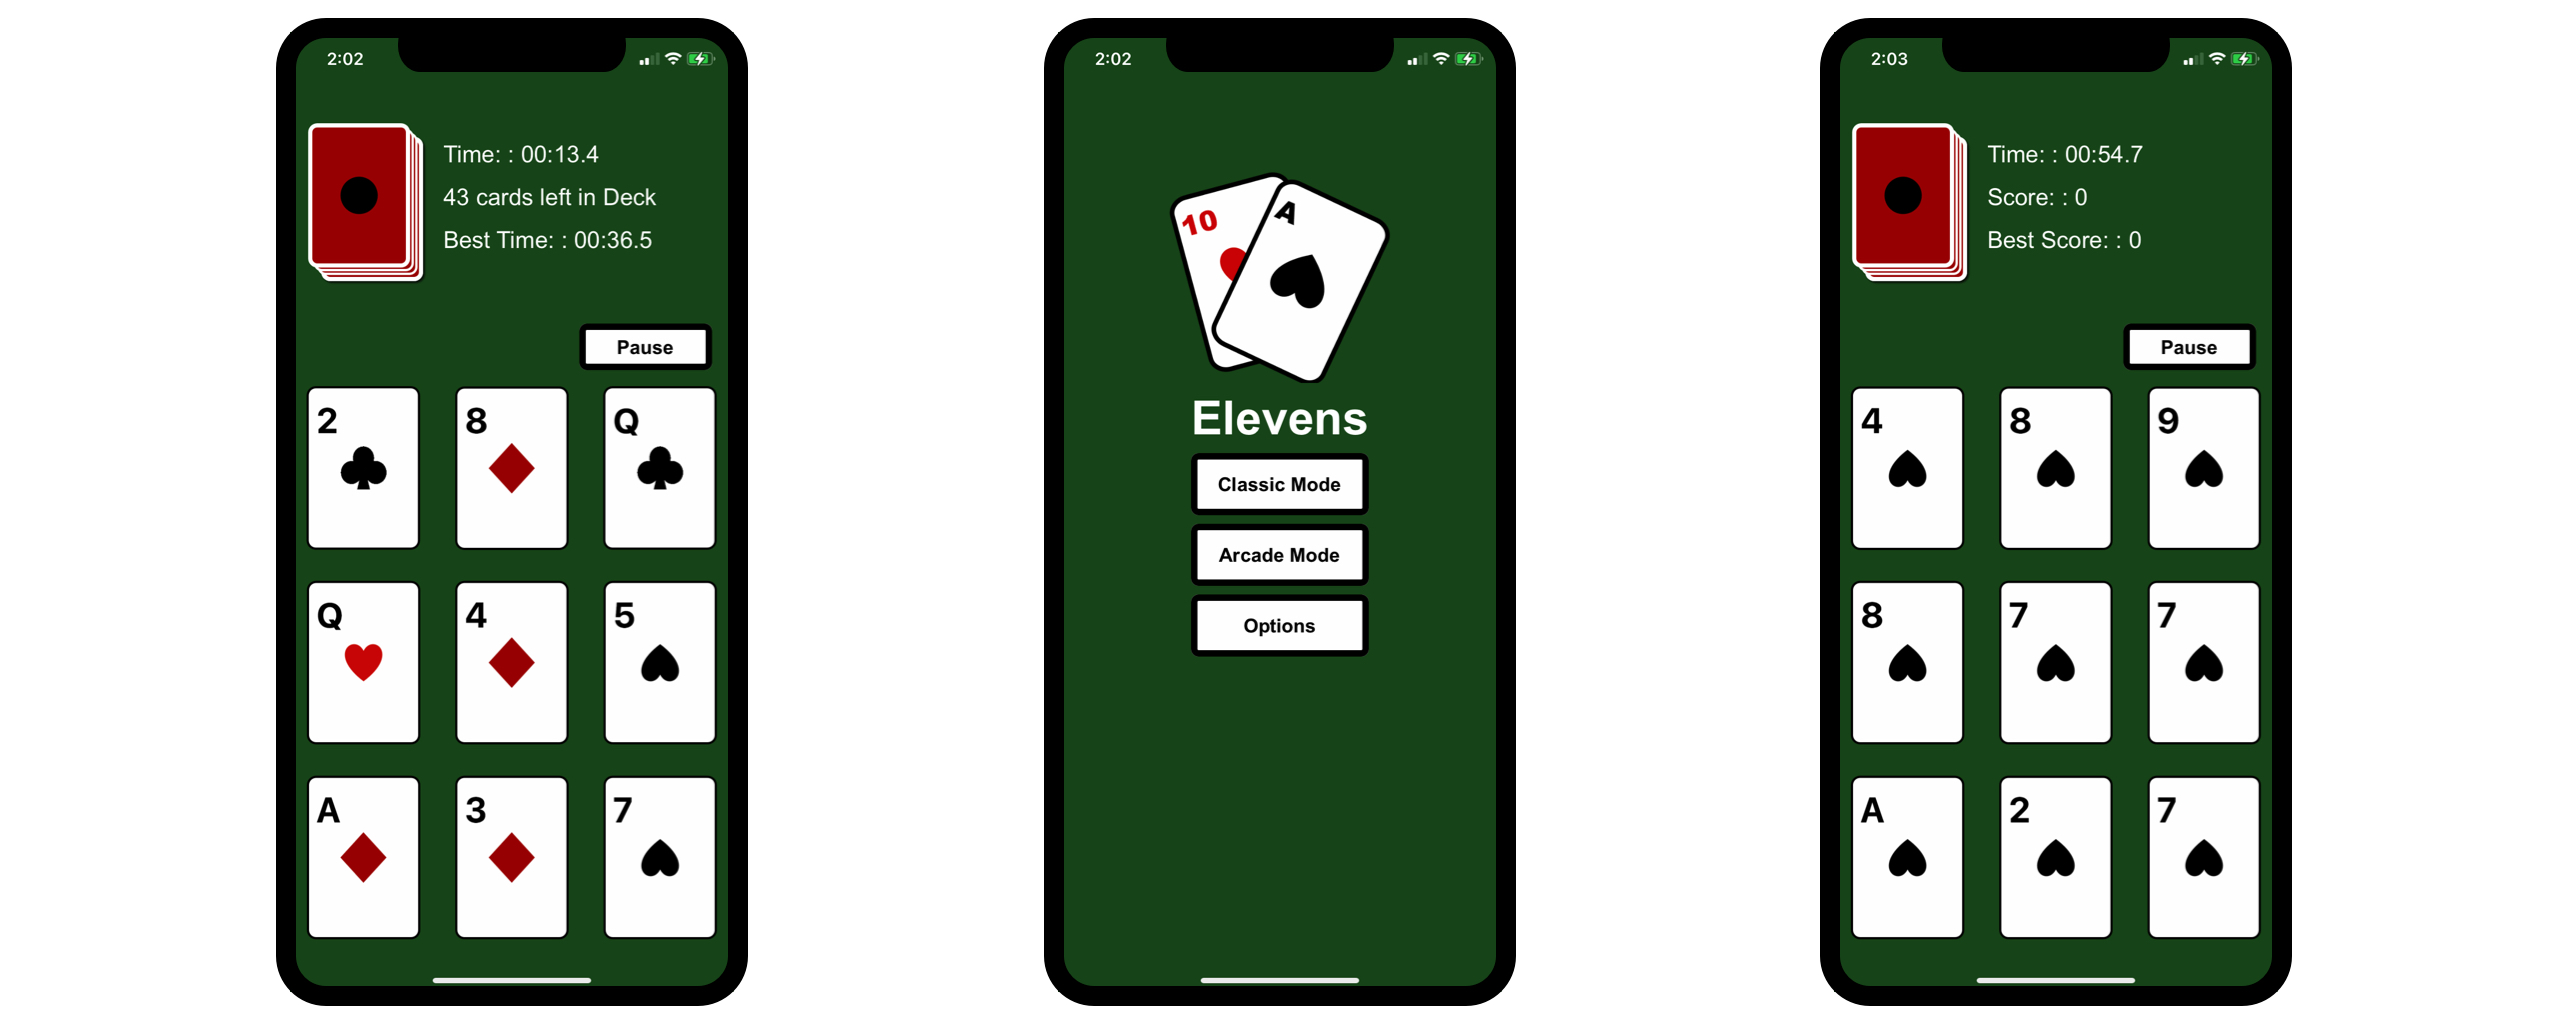 2:02
Time: : 00:13.4
43 cards left in Deck
Best Time: : 00:36.5
Pause
2 8 Q
Q 4 5
A 3 7
2:02
10 A
Elevens
Classic Mode
Arcade Mode
Options
2:03
Time: : 00:54.7
Score: : 0
Best Score: : 0
Pause
4 8 9
8 7 7
A 2 7